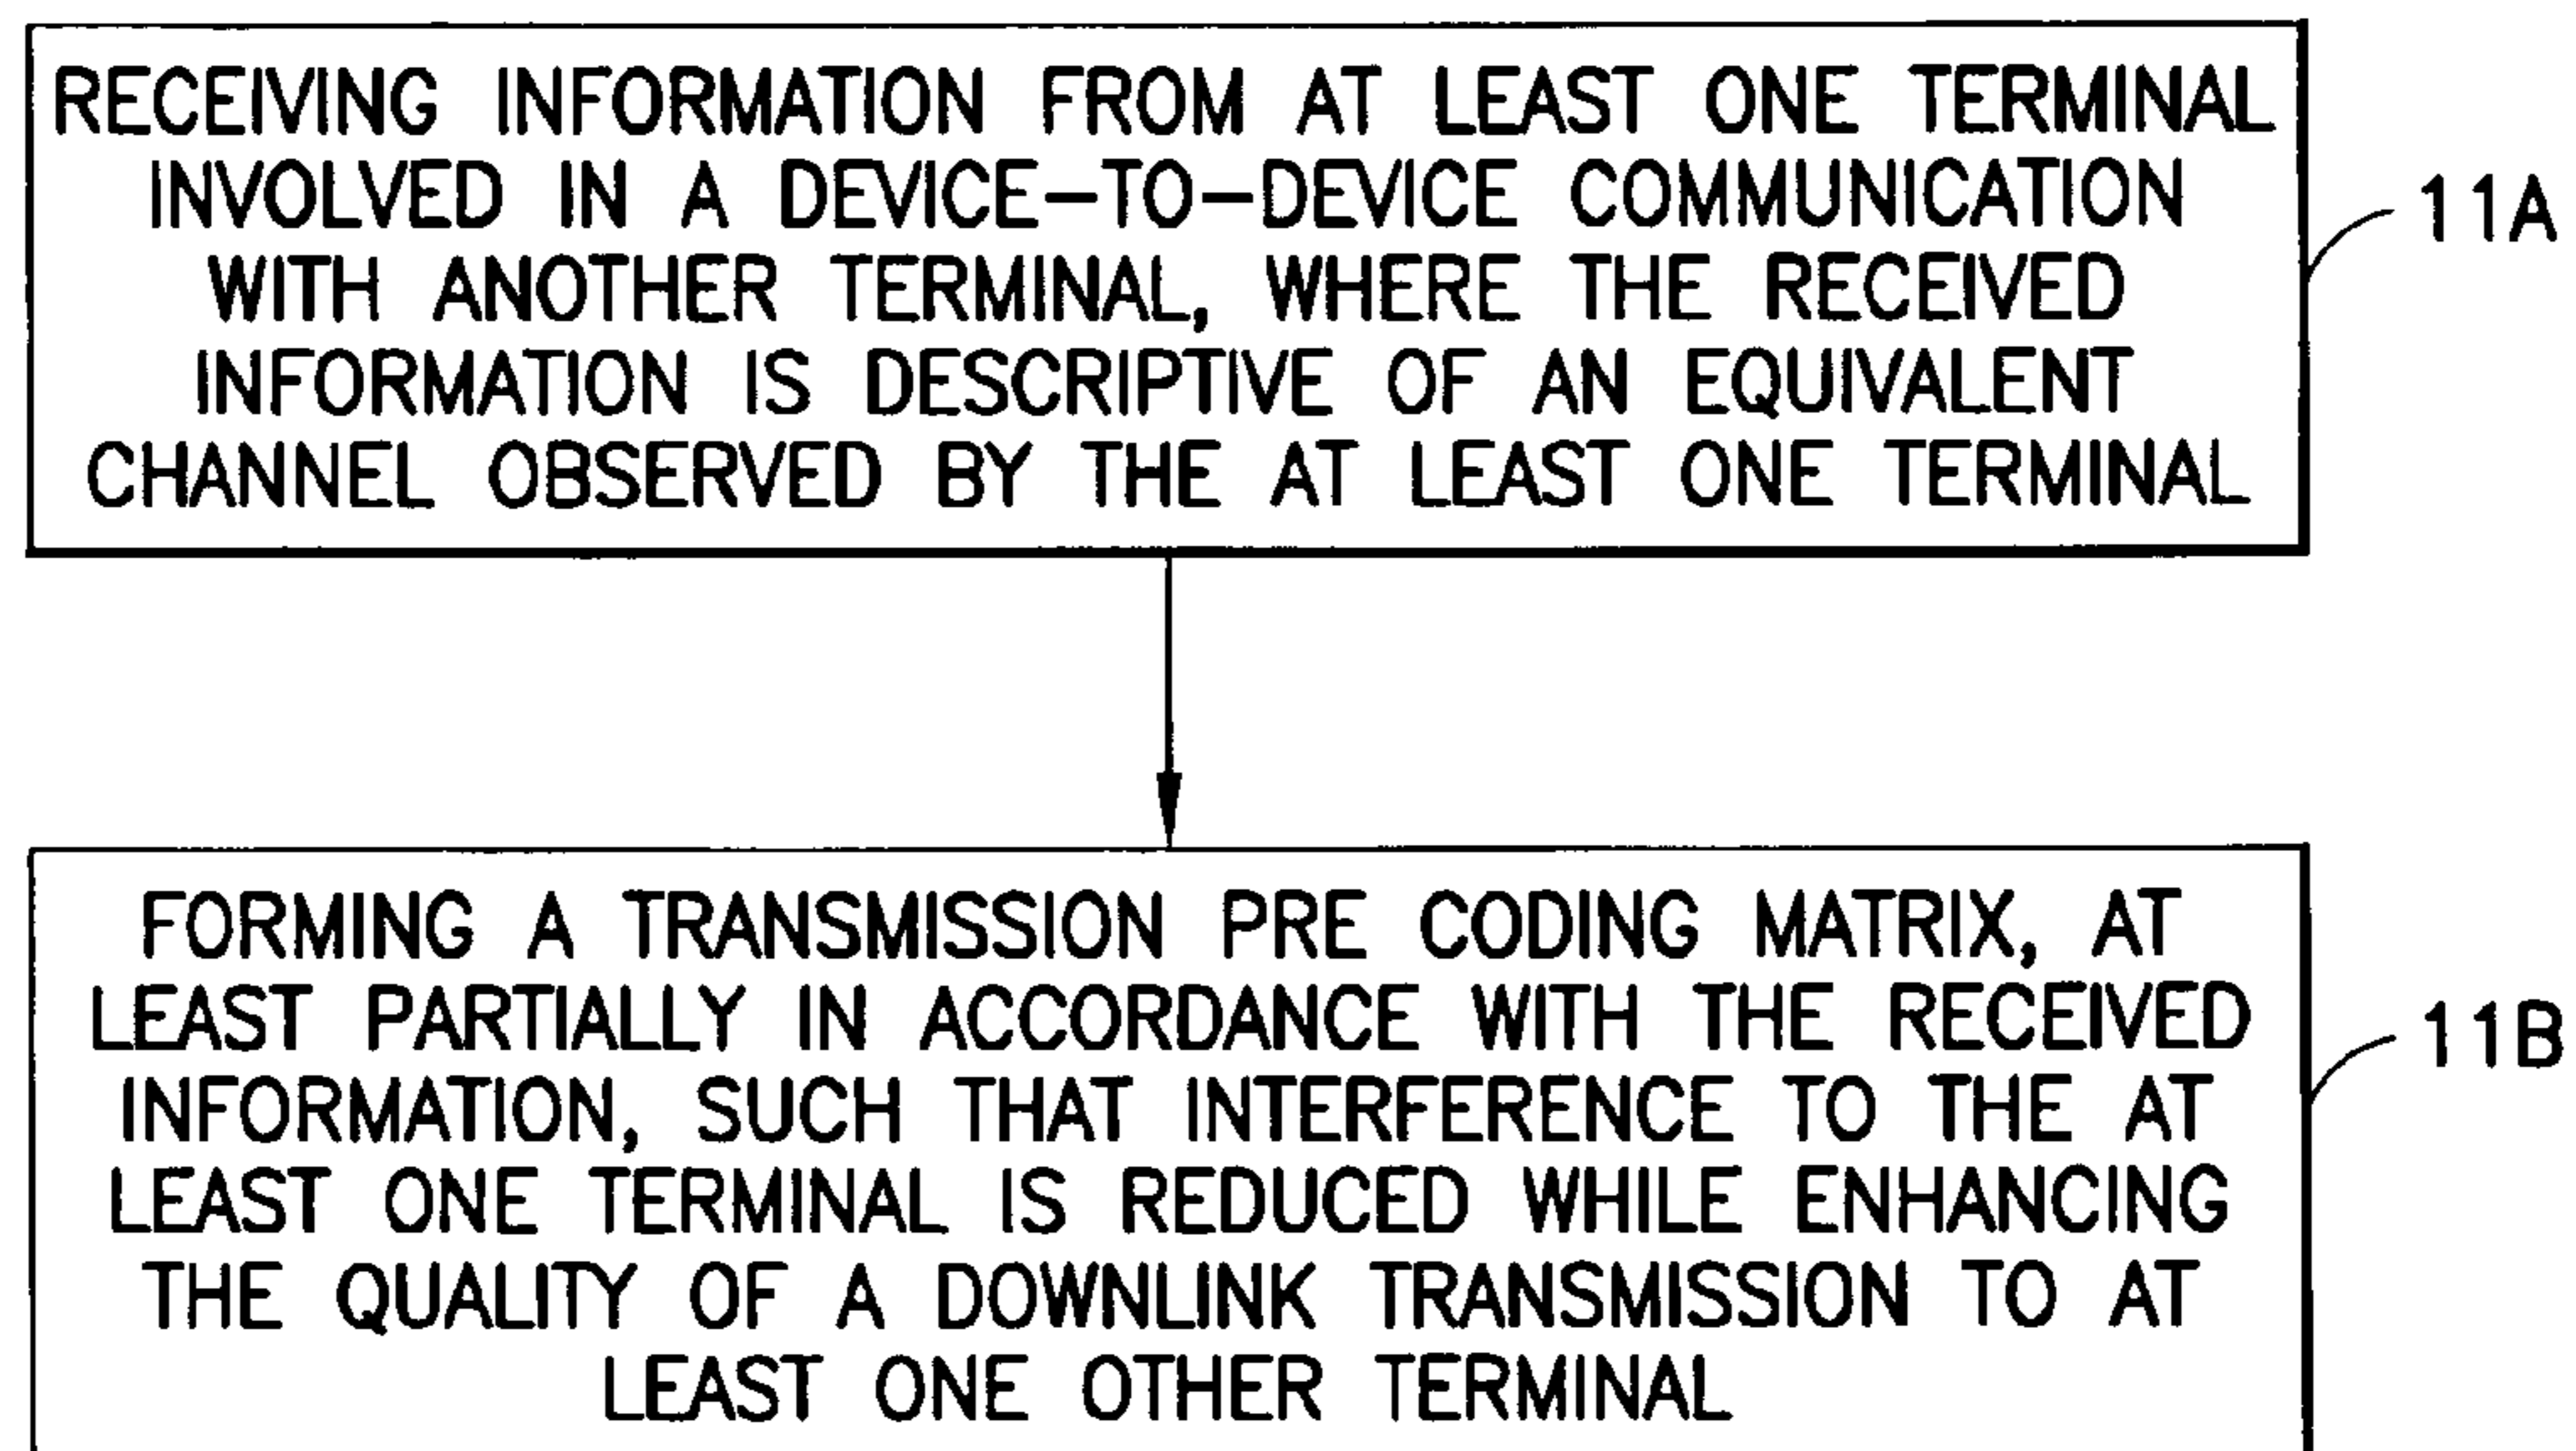 RECEIVING INFORMATION FROM AT LEAST ONE TERMINAL
INVOLVED IN A DEVICE-TO-DEVICE COMMUNICATION
WITH ANOTHER TERMINAL, WHERE THE RECEIVED
INFORMATION IS DESCRIPTIVE OF AN EQUIVALENT
CHANNEL OBSERVED BY THE AT LEAST ONE TERMINAL
11A
FORMING A TRANSMISSION PRE CODING MATRIX, AT
LEAST PARTIALLY IN ACCORDANCE WITH THE RECEIVED
INFORMATION, SUCH THAT INTERFERENCE TO THE AT
LEAST ONE TERMINAL IS REDUCED WHILE ENHANCING
THE QUALITY OF A DOWNLINK TRANSMISSION TO AT
LEAST ONE OTHER TERMINAL
11B